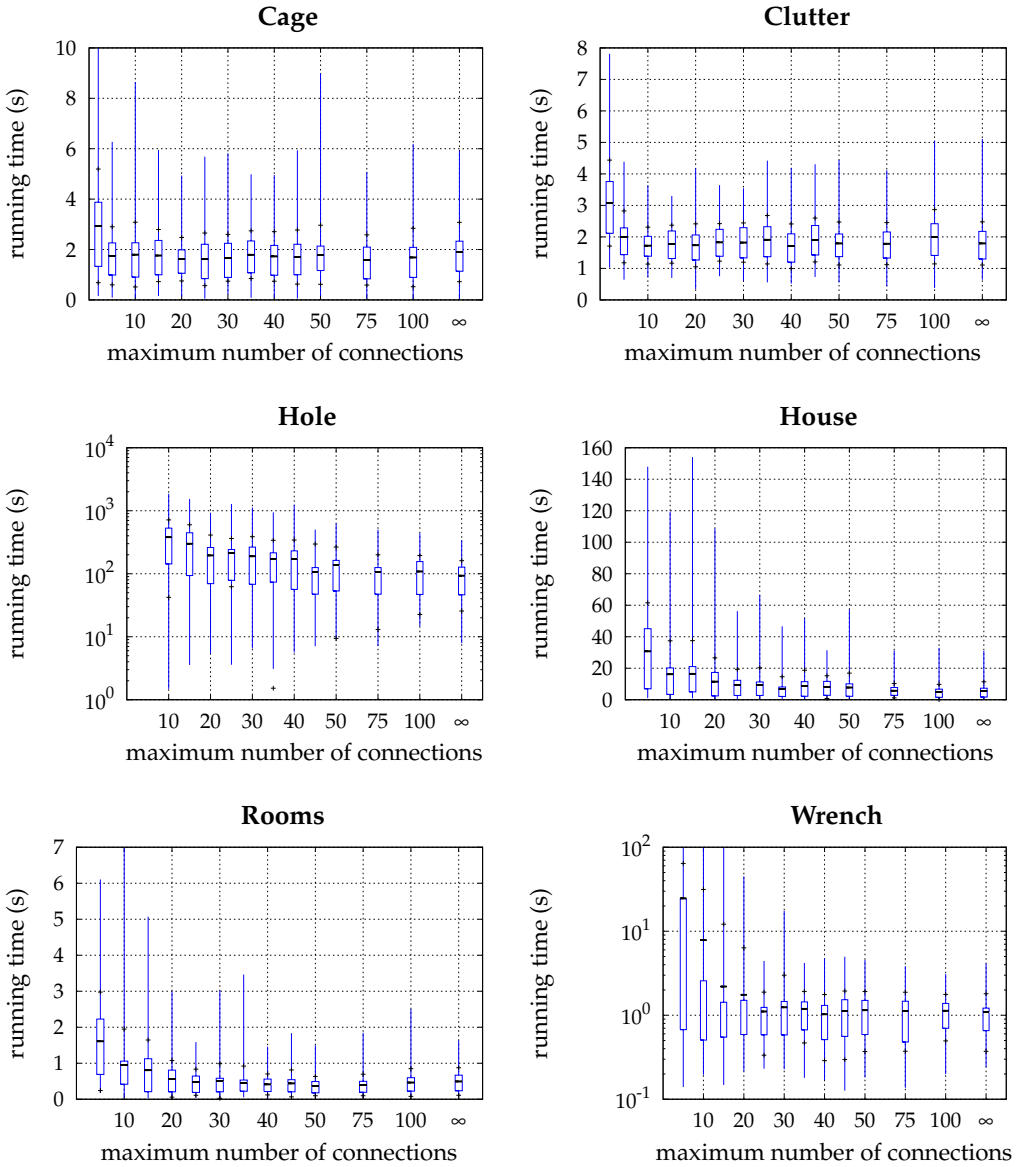 Cage
running time (s)
10
8
6
4
2
0
10 20 30 40 50 75 100 ∞
maximum number of connections
Clutter
running time (s)
8
7
6
5
4
3
2
1
0
10 20 30 40 50 75 100 ∞
maximum number of connections
Hole
running time (s)
10^4
10^3
10^2
10^1
10^0
10 20 30 40 50 75 100 ∞
maximum number of connections
House
running time (s)
160
140
120
100
80
60
40
20
0
10 20 30 40 50 75 100 ∞
maximum number of connections
Rooms
running time (s)
7
6
5
4
3
2
1
0
10 20 30 40 50 75 100 ∞
maximum number of connections
Wrench
running time (s)
10^2
10^1
10^0
10^-1
10 20 30 40 50 75 100 ∞
maximum number of connections